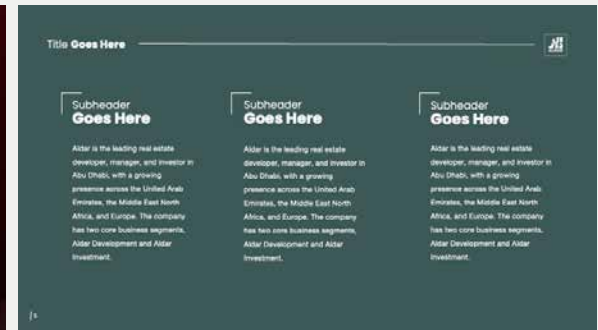 Title Goes Here
Subheader
Goes Here
Aldar is the leading real estate
developer, manager, and investor in
Abu Dhabi, with a growing
presence across the United Arab
Emirates, the Middle East North
Africa, and Europe. The company
has two core business segments,
Aldar Development and Aldar
Investment.
Subheader
Goes Here
Aldar is the leading real estate
developer, manager, and investor in
Abu Dhabi, with a growing
presence across the United Arab
Emirates, the Middle East North
Africa, and Europe. The company
has two core business segments,
Aldar Development and Aldar
Investment.
Subheader
Goes Here
Aldar is the leading real estate
developer, manager, and investor in
Abu Dhabi, with a growing
presence across the United Arab
Emirates, the Middle East North
Africa, and Europe. The company
has two core business segments,
Aldar Development and Aldar
Investment.